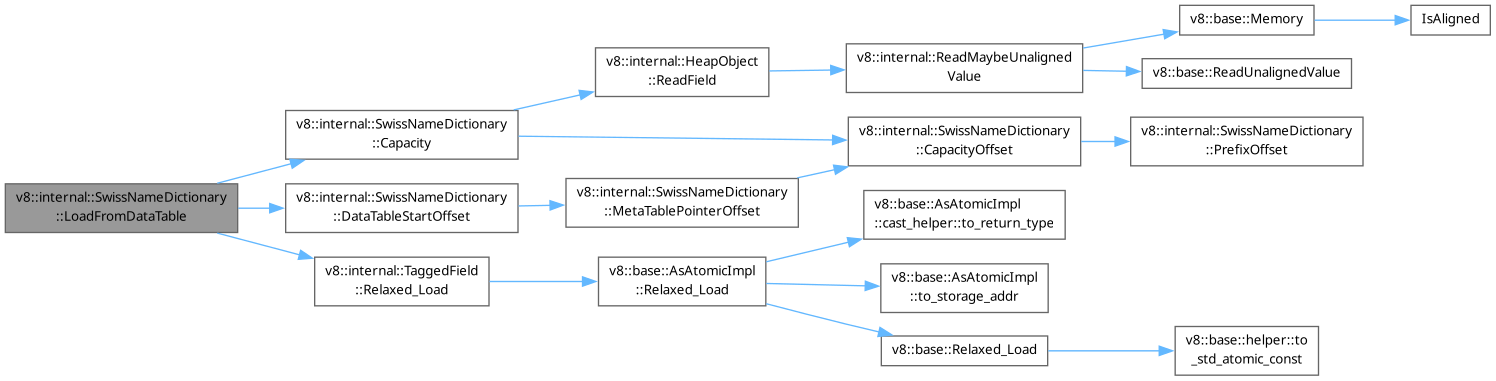 v8::internal::SwissNameDictionary
::LoadFromDataTable
v8::internal::SwissNameDictionary
::Capacity
v8::internal::SwissNameDictionary
::DataTableStartOffset
v8::internal::TaggedField
::Relaxed_Load
v8::internal::HeapObject
::ReadField
v8::internal::SwissNameDictionary
::MetaTablePointerOffset
v8::base::AsAtomicImpl
::Relaxed_Load
v8::internal::ReadMaybeUnaligned
Value
v8::internal::SwissNameDictionary
::CapacityOffset
v8::base::AsAtomicImpl
::cast_helper::to_return_type
v8::base::AsAtomicImpl
::to_storage_addr
v8::base::Relaxed_Load
v8::base::Memory
v8::base::ReadUnalignedValue
v8::internal::SwissNameDictionary
::PrefixOffset
v8::base::helper::to
_std_atomic_const
IsAligned